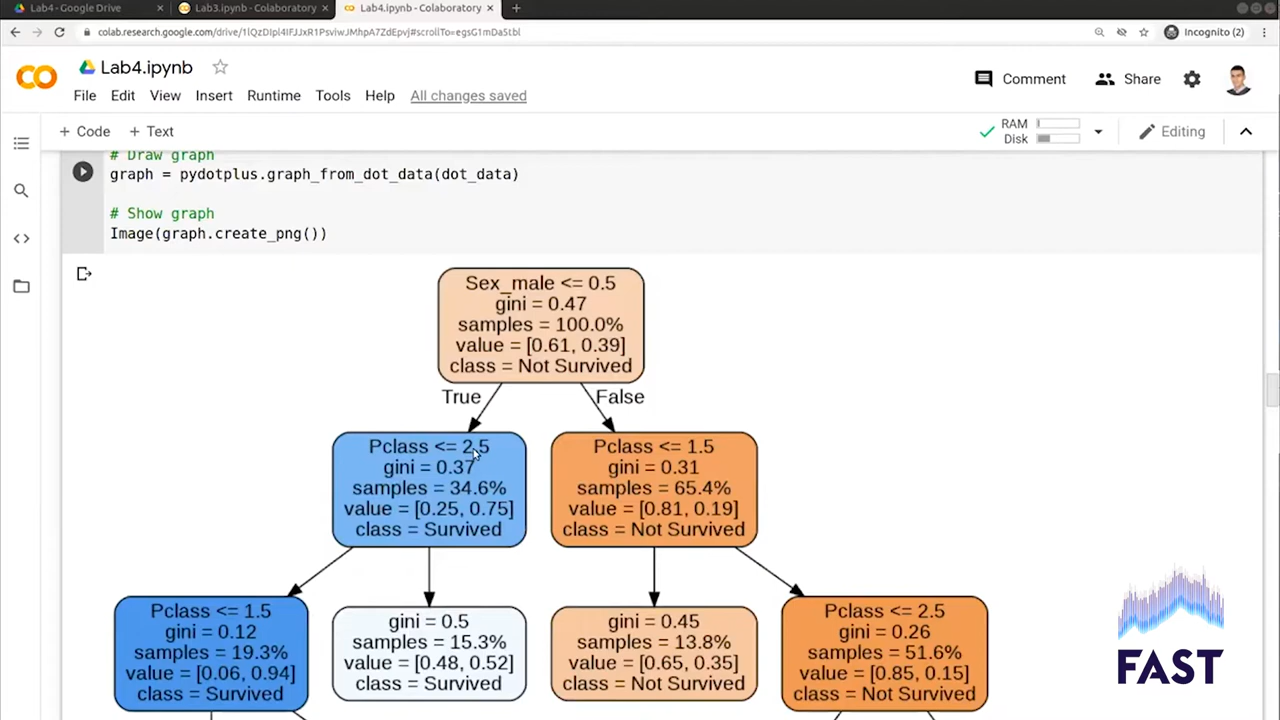 Lab4 - Google Drive
Lab3.ipynb - Colaboratory
Lab4.ipynb - Colaboratory
Incognito (2)
CO
Lab4.ipynb
Comment
Share
File Edit View Insert Runtime Tools Help All changes saved
+ Code + Text
RAM
Disk
Editing
# Draw graph
graph = pydotplus.graph_from_dot_data(dot_data)
# Show graph
Image(graph.create_png())
Sex_male <= 0.5
gini = 0.47
samples = 100.0%
value = [0.61, 0.39]
class = Not Survived
True
False
Pclass <= 2.5
gini = 0.37
samples = 34.6%
value = [0.25, 0.75]
class = Survived
Pclass <= 1.5
gini = 0.31
samples = 65.4%
value = [0.81, 0.19]
class = Not Survived
Pclass <= 1.5
gini = 0.12
samples = 19.3%
value = [0.06, 0.94]
class = Survived
gini = 0.5
samples = 15.3%
value = [0.48, 0.52]
class = Survived
gini = 0.45
samples = 13.8%
value = [0.65, 0.35]
class = Not Survived
Pclass <= 2.5
gini = 0.26
samples = 51.6%
value = [0.85, 0.15]
class = Not Survived
FAST